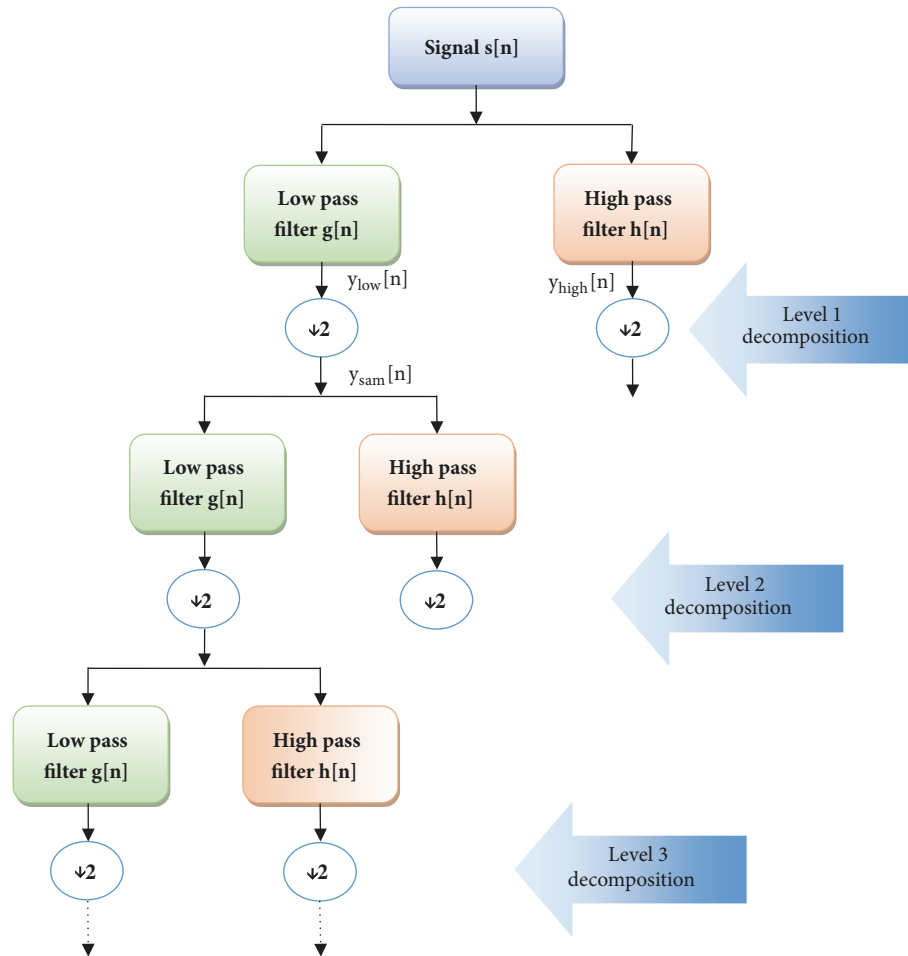 Signal s[n]
Low pass
filter g[n]
High pass
filter h[n]
y_low[n]
y_high[n]
↓2
↓2
Level 1
decomposition
y_sam[n]
Low pass
filter g[n]
High pass
filter h[n]
↓2
↓2
Level 2
decomposition
Low pass
filter g[n]
High pass
filter h[n]
↓2
↓2
Level 3
decomposition